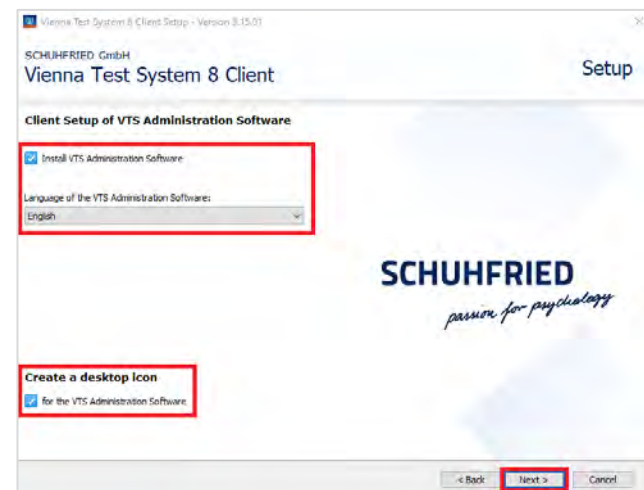 Vienna Test System 8 Client Setup - Version 8.15.01
SCHUHFRIED GmbH
Vienna Test System 8 Client
Setup
Client Setup of VTS Administration Software
Install VTS Administration Software
Language of the VTS Administration Software:
English
SCHUHFRIED
passion for psychology
Create a desktop icon
for the VTS Administration Software
< Back
Next >
Cancel